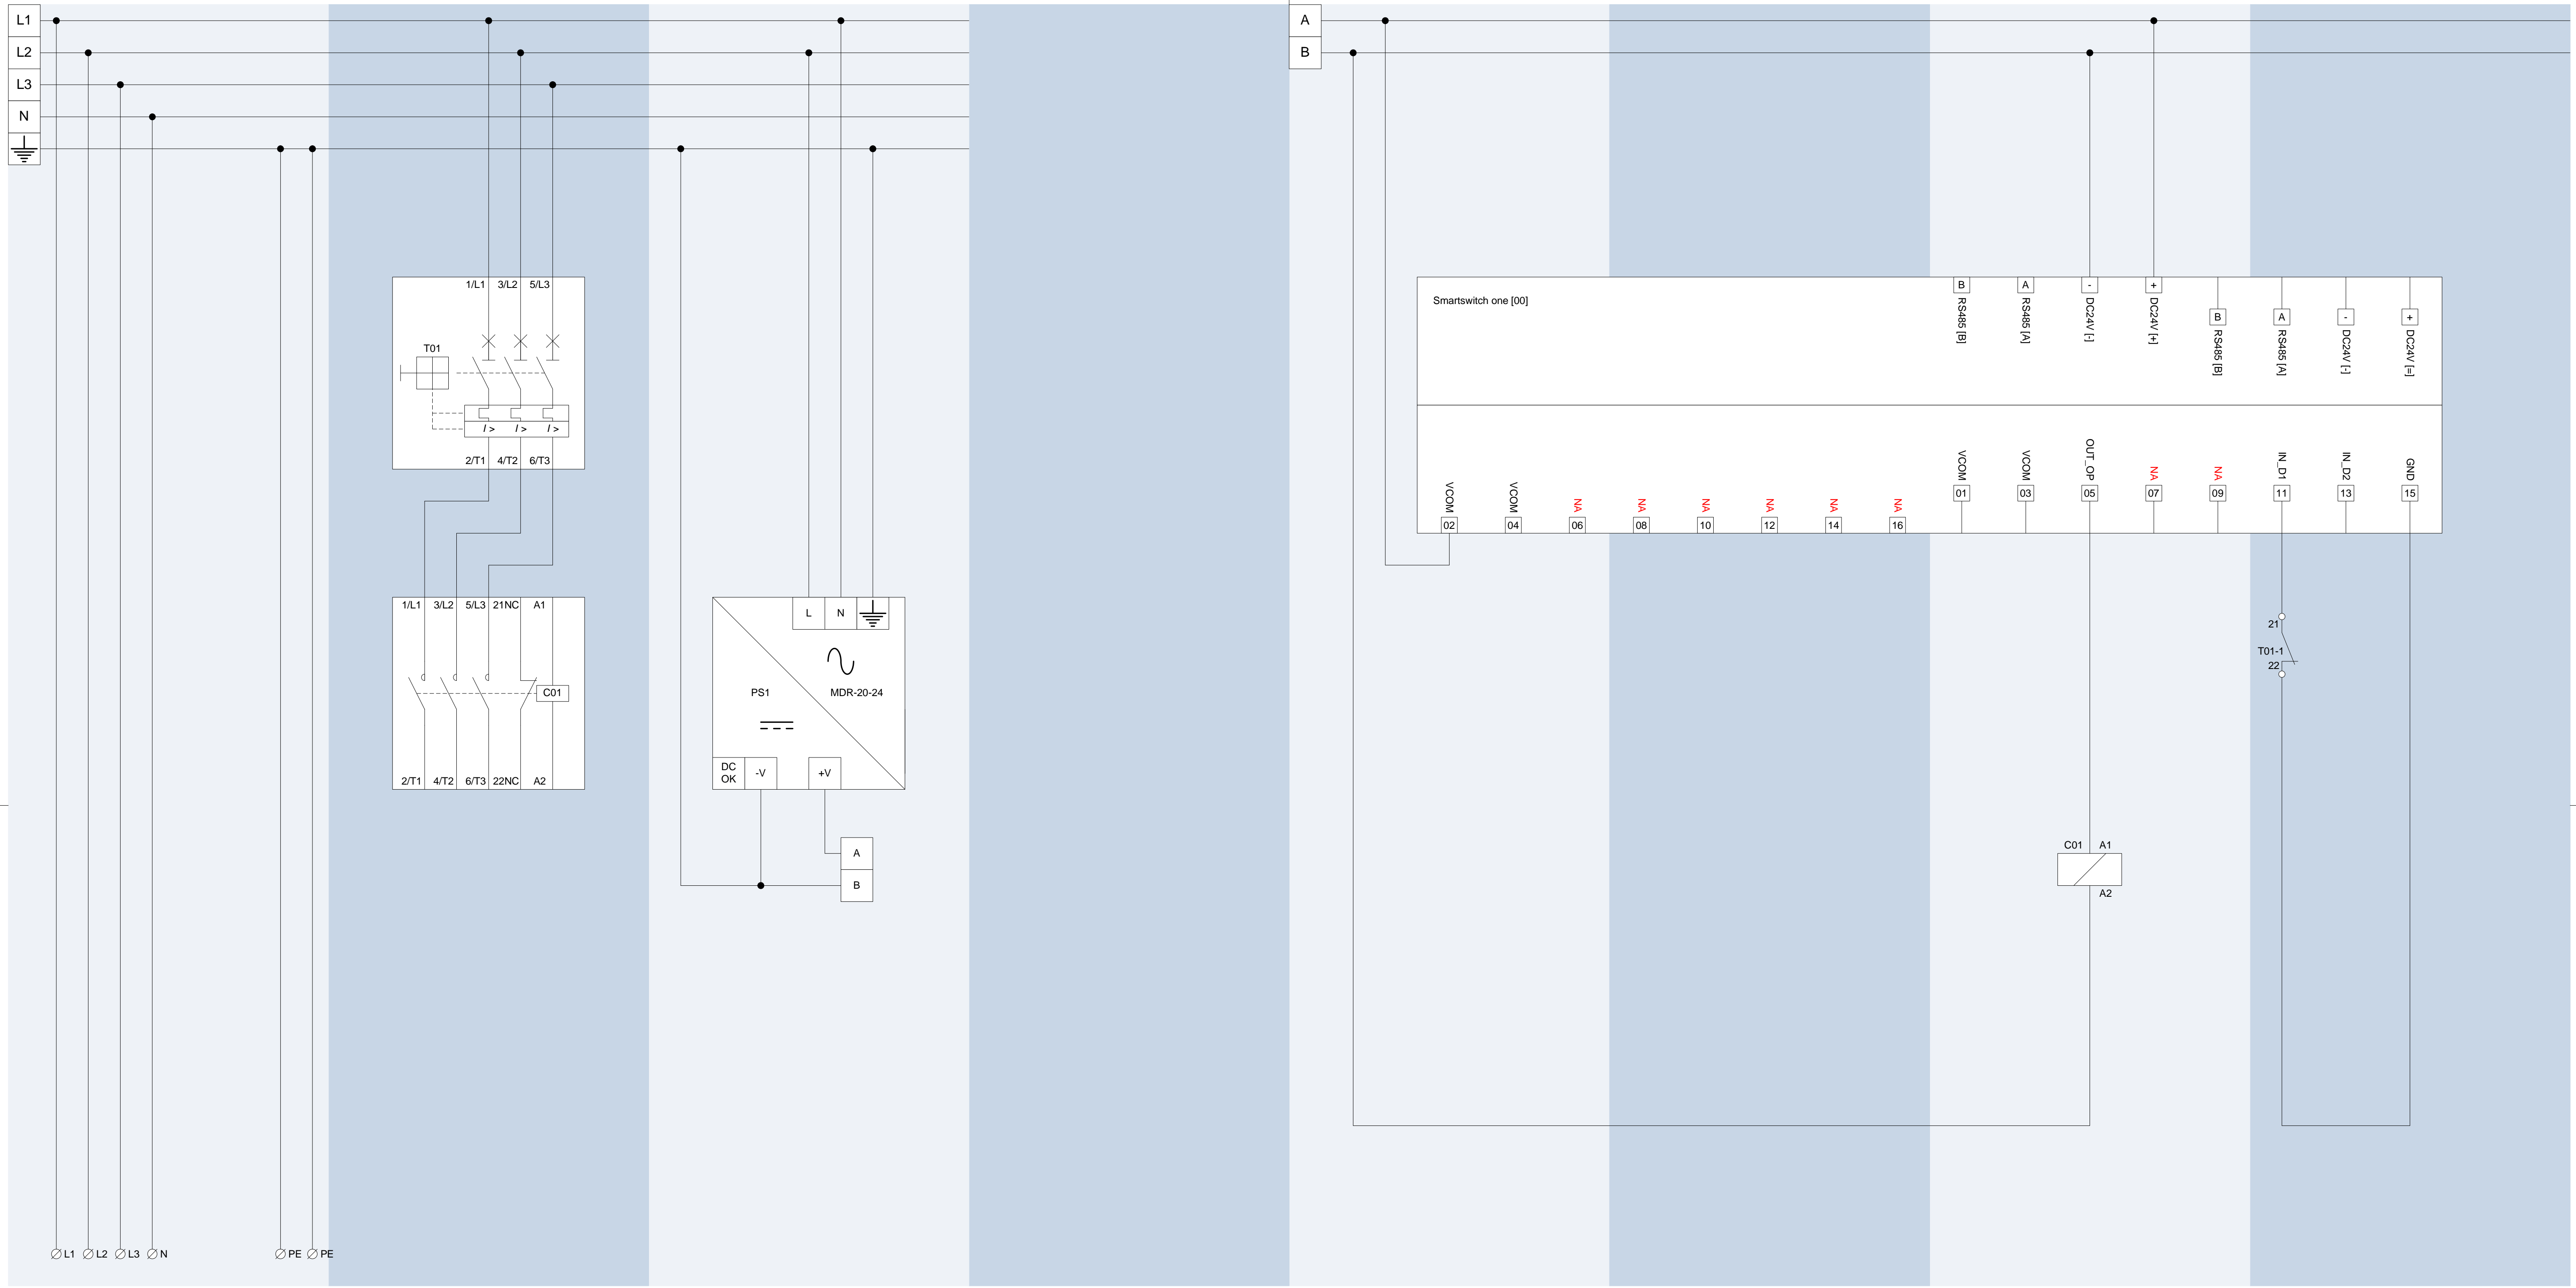 L1
L2
L3
N
A
B
1/L1 3/L2 5/L3
T01
I > I > I >
2/T1 4/T2 6/T3
1/L1 3/L2 5/L3 21NC A1
C01
2/T1 4/T2 6/T3 22NC A2
L N
PS1 MDR-20-24
DC
OK
-V +V
A
B
L1 L2 L3 N PE PE
Smartswitch one [00]
B A - +
RS485 [B]
RS485 [A]
DC24V [-]
DC24V [+]
B A - +
RS485 [B]
RS485 [A]
DC24V [-]
DC24V [=]
VCOM
VCOM
NA
NA
NA
NA
NA
NA
02 04 06 08 10 12 14 16
VCOM
VCOM
OUT_OP
NA
NA
IN_D1
IN_D2
GND
01 03 05 07 09 11 13 15
21
T01-1
22
C01 A1
A2